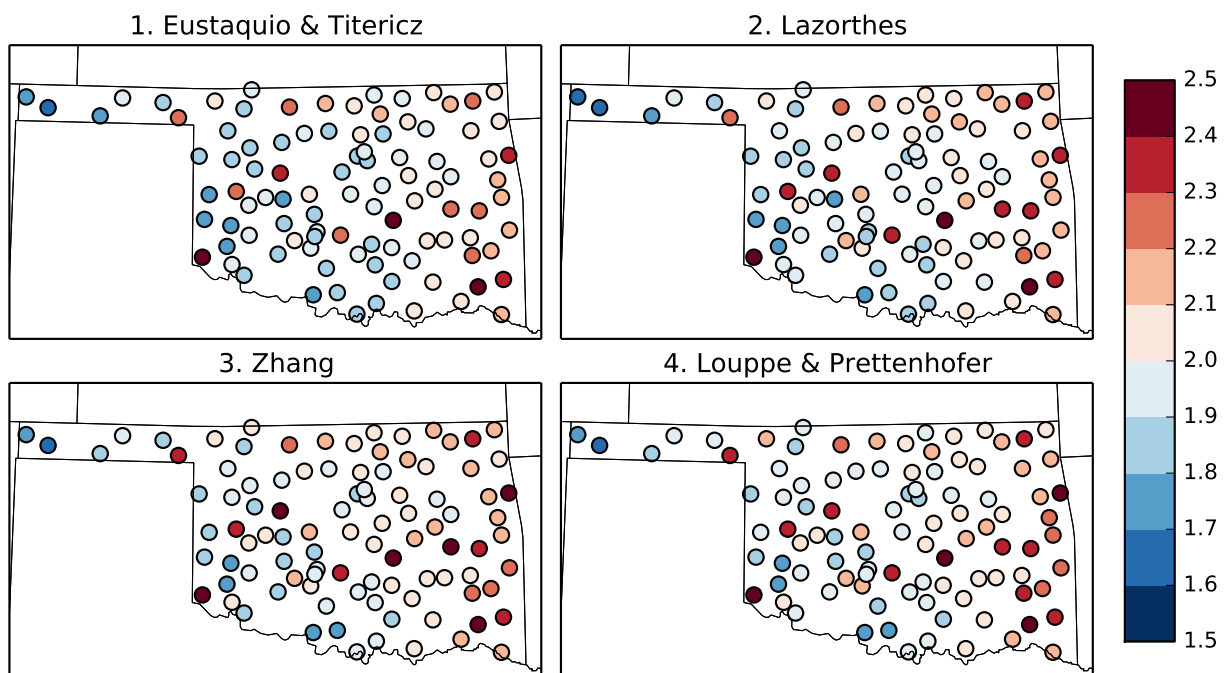 1. Eustaquio & Titericz
2. Lazorthes
3. Zhang
4. Louppe & Prettenhofer
2.5
2.4
2.3
2.2
2.1
2.0
1.9
1.8
1.7
1.6
1.5